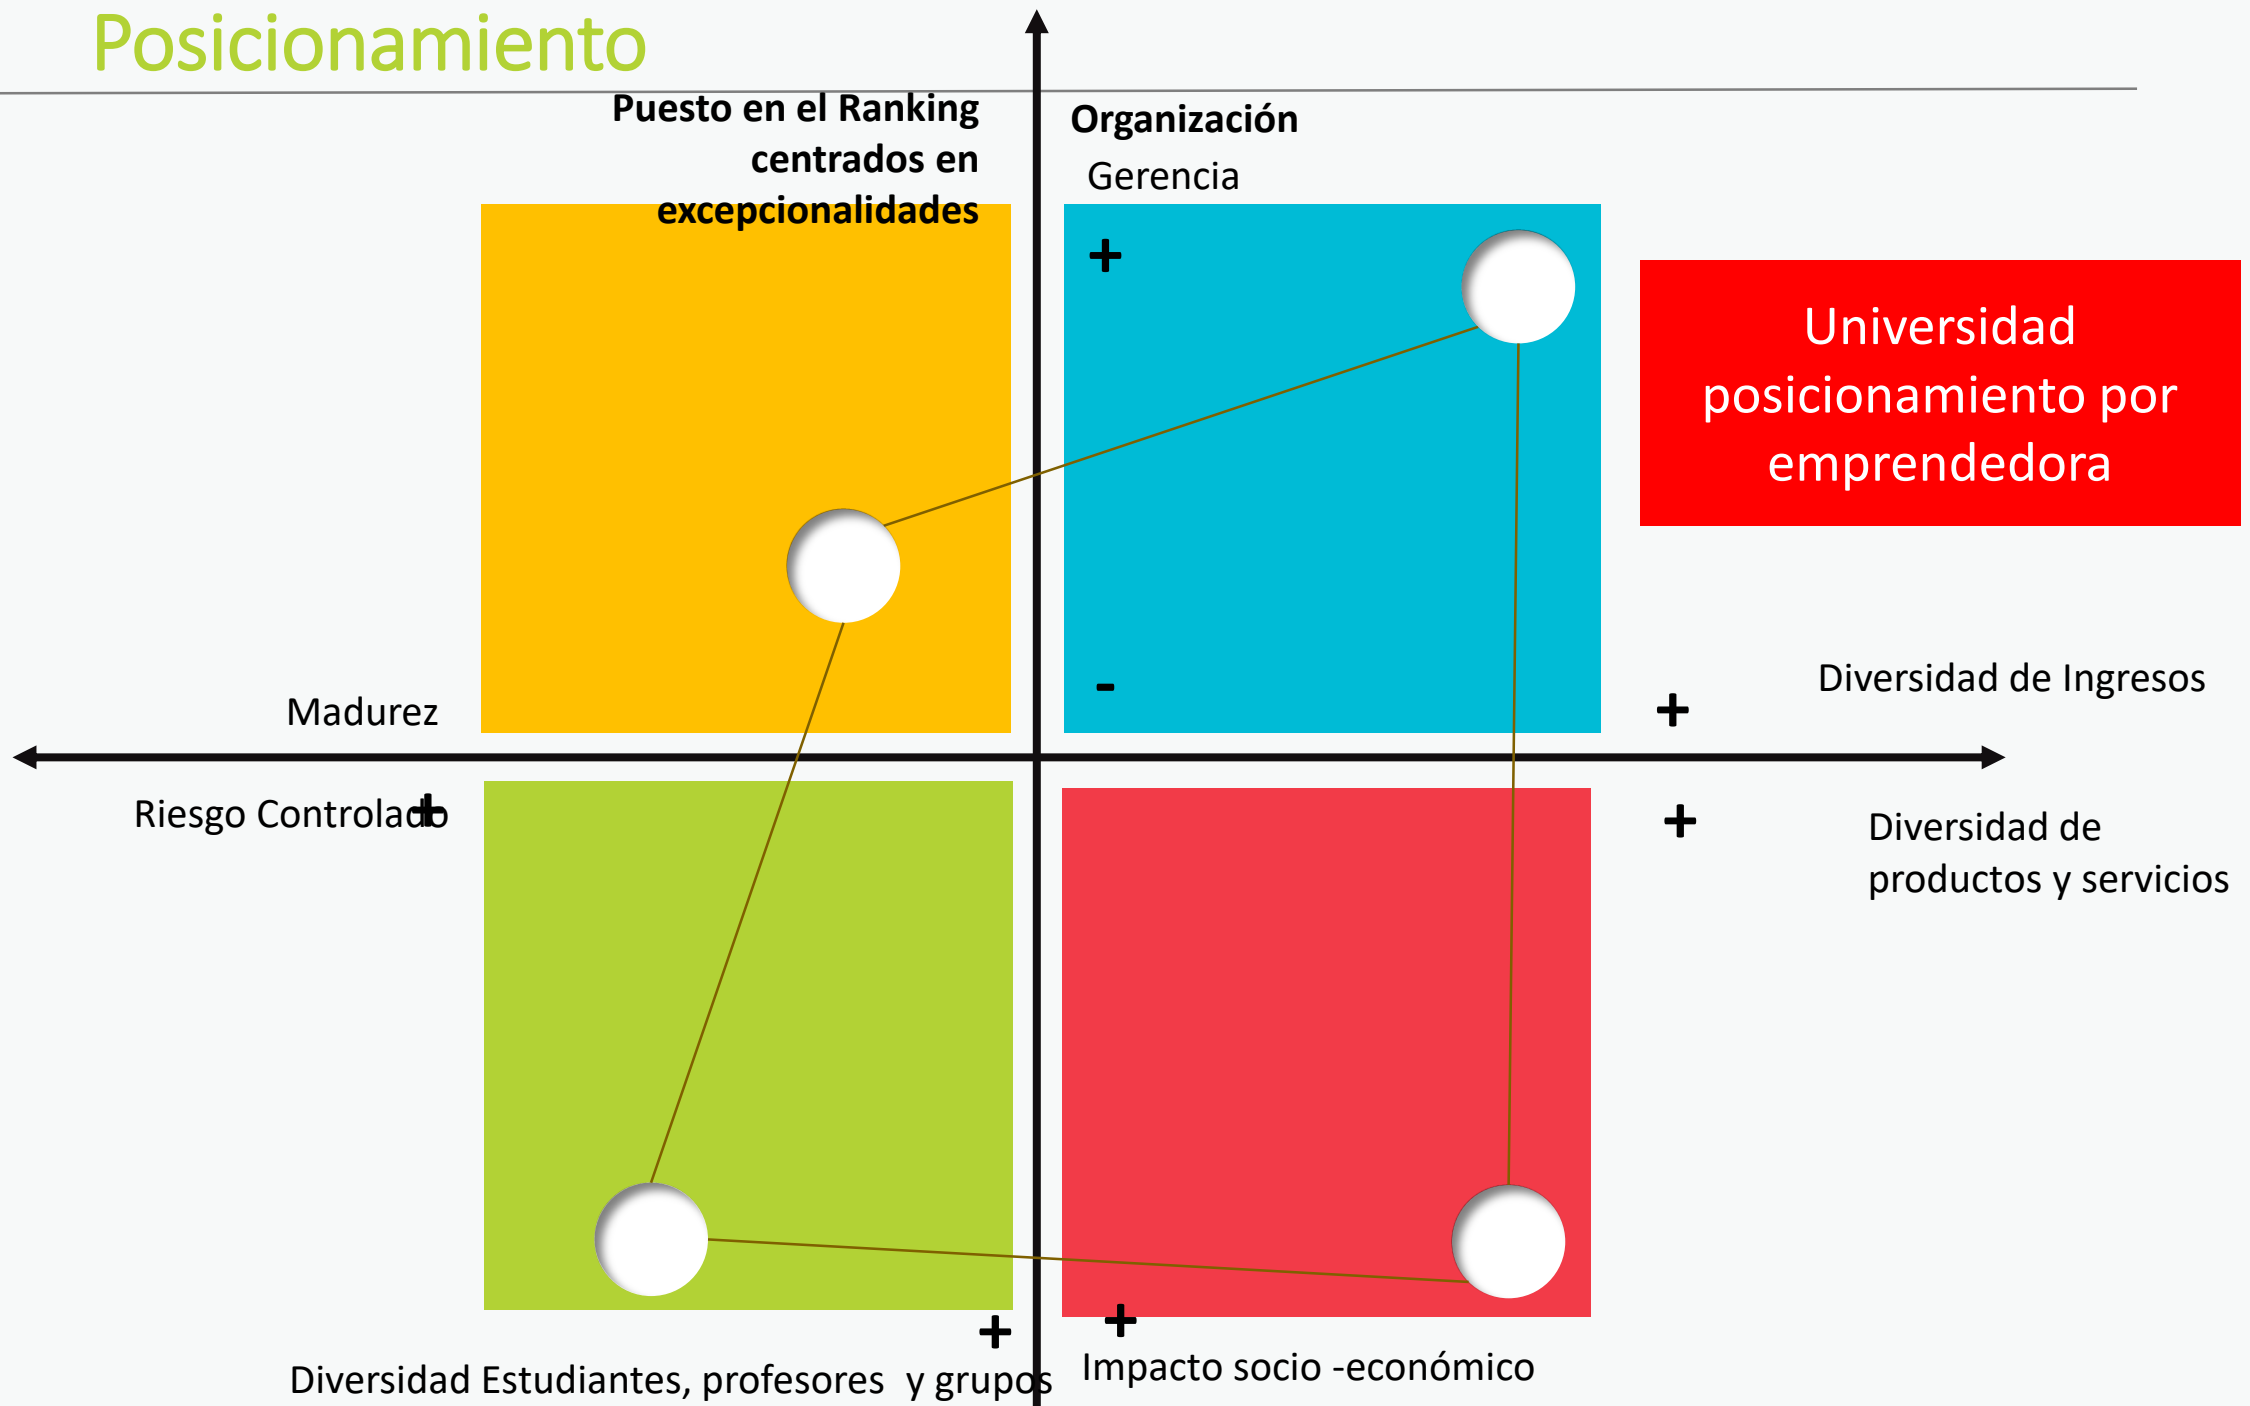 Posicionamiento
Puesto en el Ranking
centrados en
excepcionalidades
Organización
Gerencia
+
Universidad
posicionamiento por
emprendedora
-
Madurez
+
Diversidad de Ingresos
Riesgo Controlado
+
+
Diversidad de
productos y servicios
+
+
Diversidad Estudiantes, profesores y grupos
Impacto socio -económico